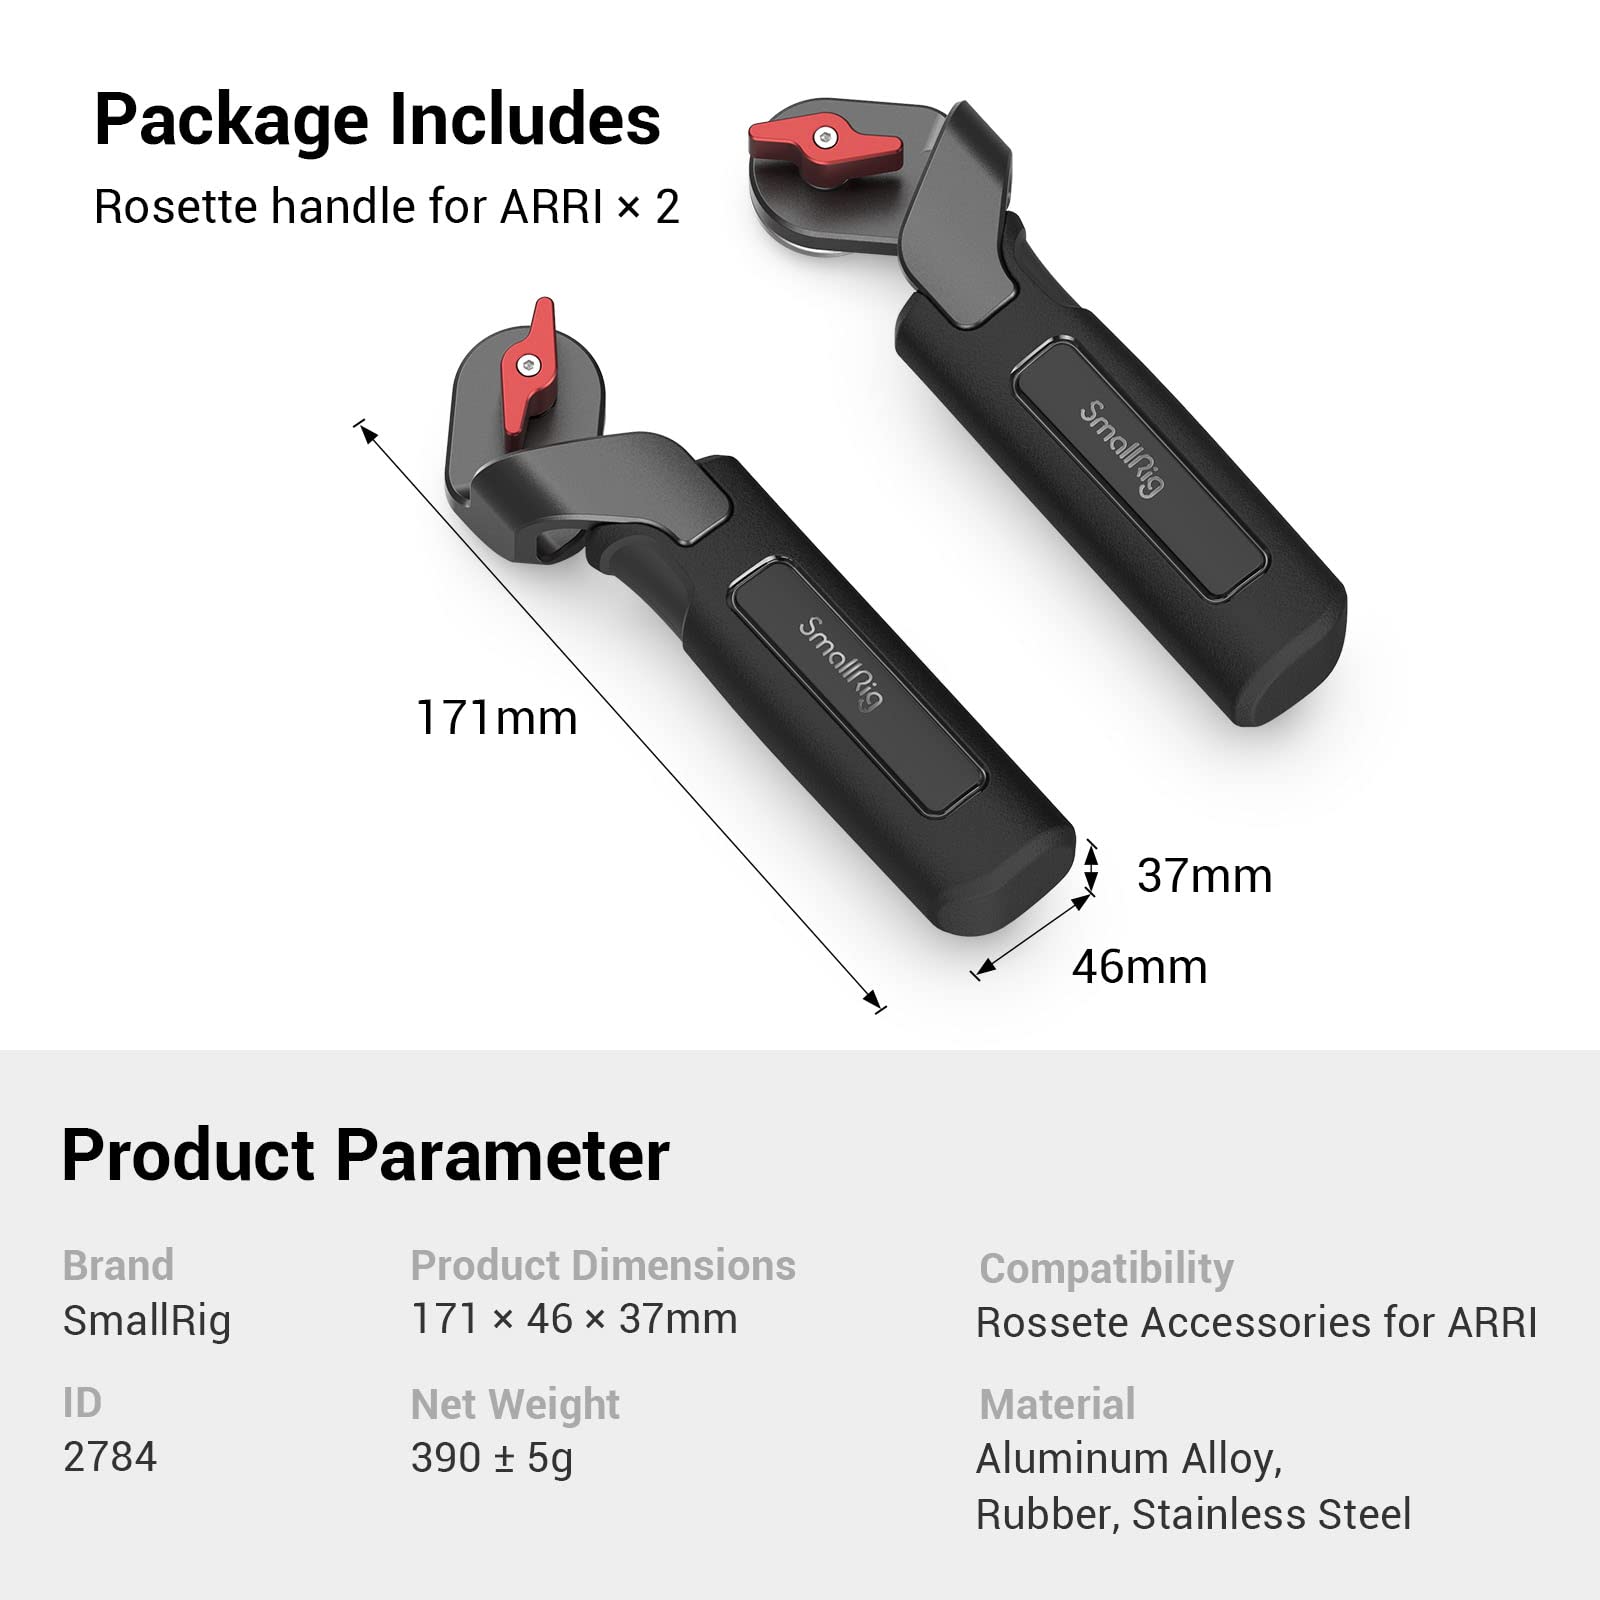 Package Includes
Rosette handle for ARRI × 2
SmallRig
SmallRig
171mm
37mm
46mm
Product Parameter
Brand
SmallRig
Product Dimensions
171 × 46 × 37mm
Compatibility
Rossete Accessories for ARRI
ID
2784
Net Weight
390 ± 5g
Material
Aluminum Alloy,
Rubber, Stainless Steel